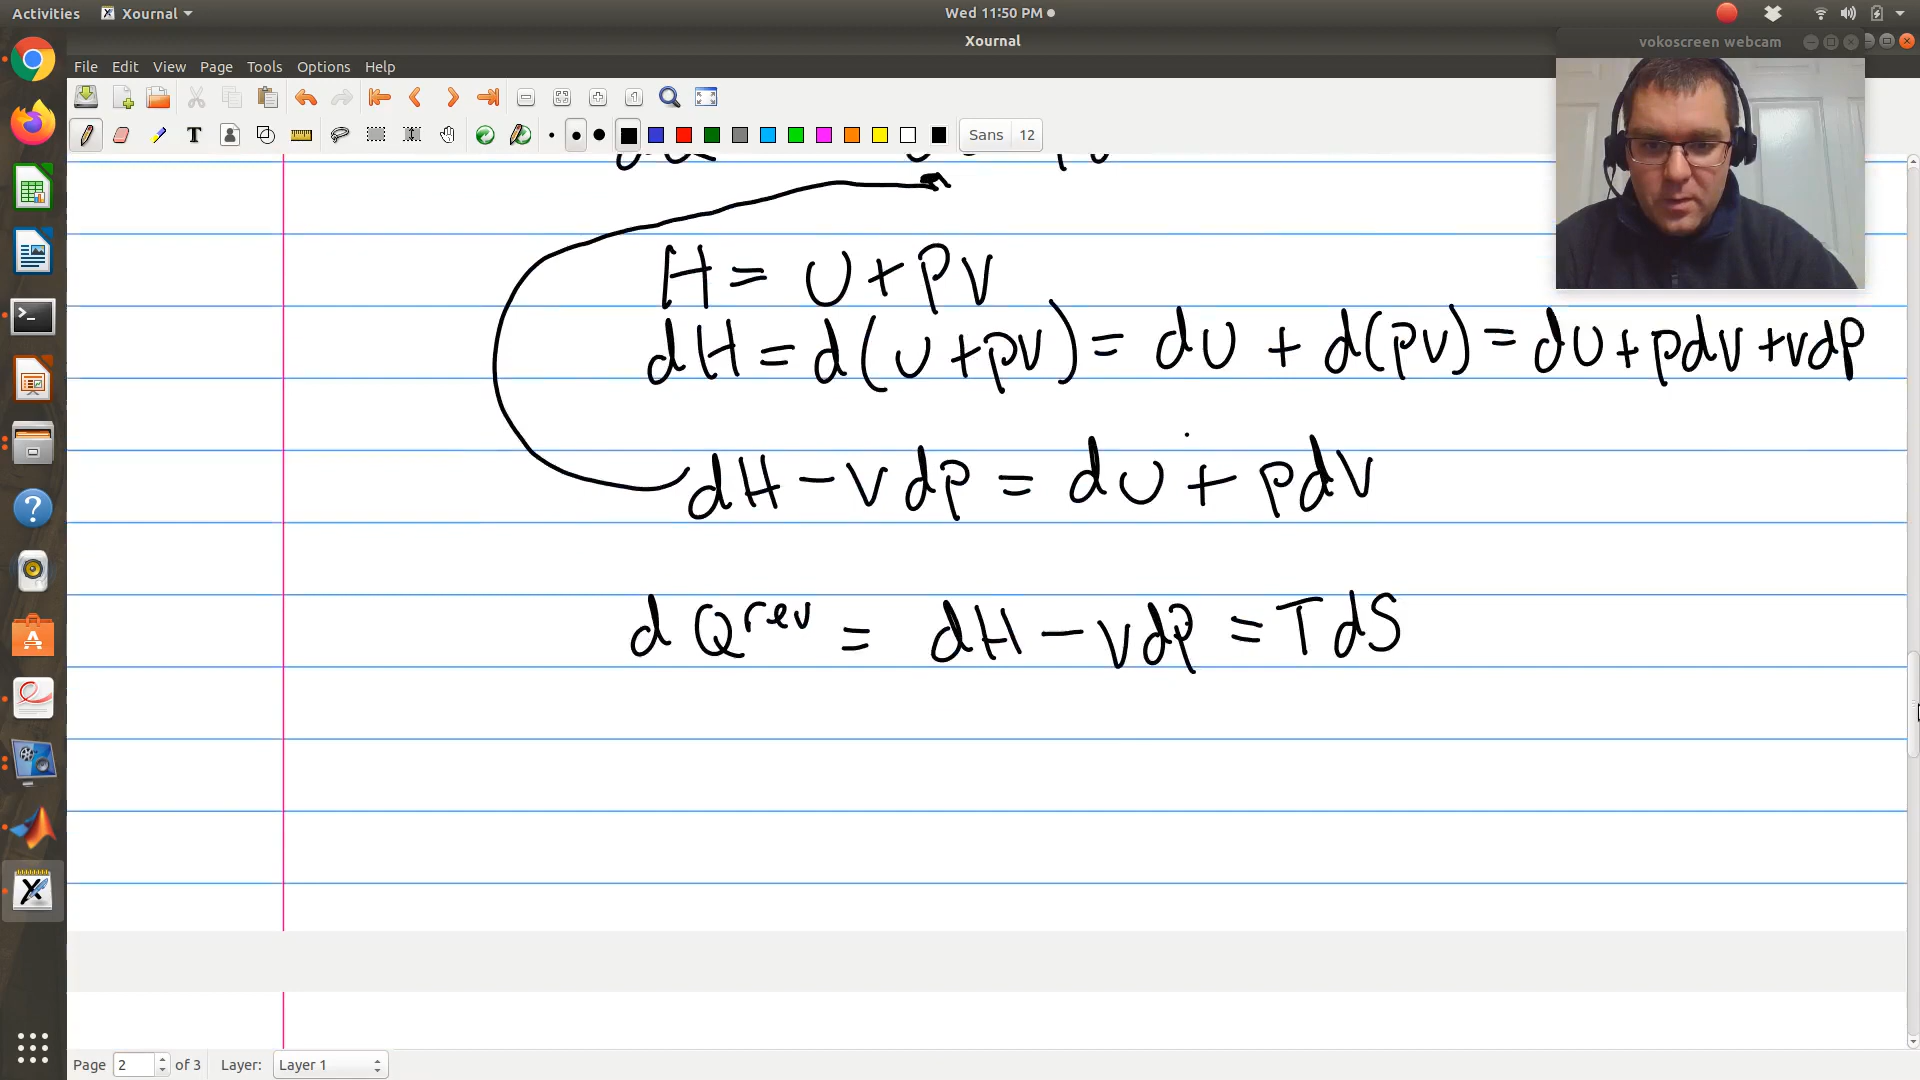 Activities Xournal Wed 11:50 PM
Xournal
vokoscreen webcam
File Edit View Page Tools Options Help
Sans 12
H = U + PV
dH = d(U + pV) = dU + d(pV) = dU + pdV + Vdp
dH - Vdp = dU + pdV
dQ^rev = dH - Vdp = TdS
Page 2 of 3 Layer: Layer 1